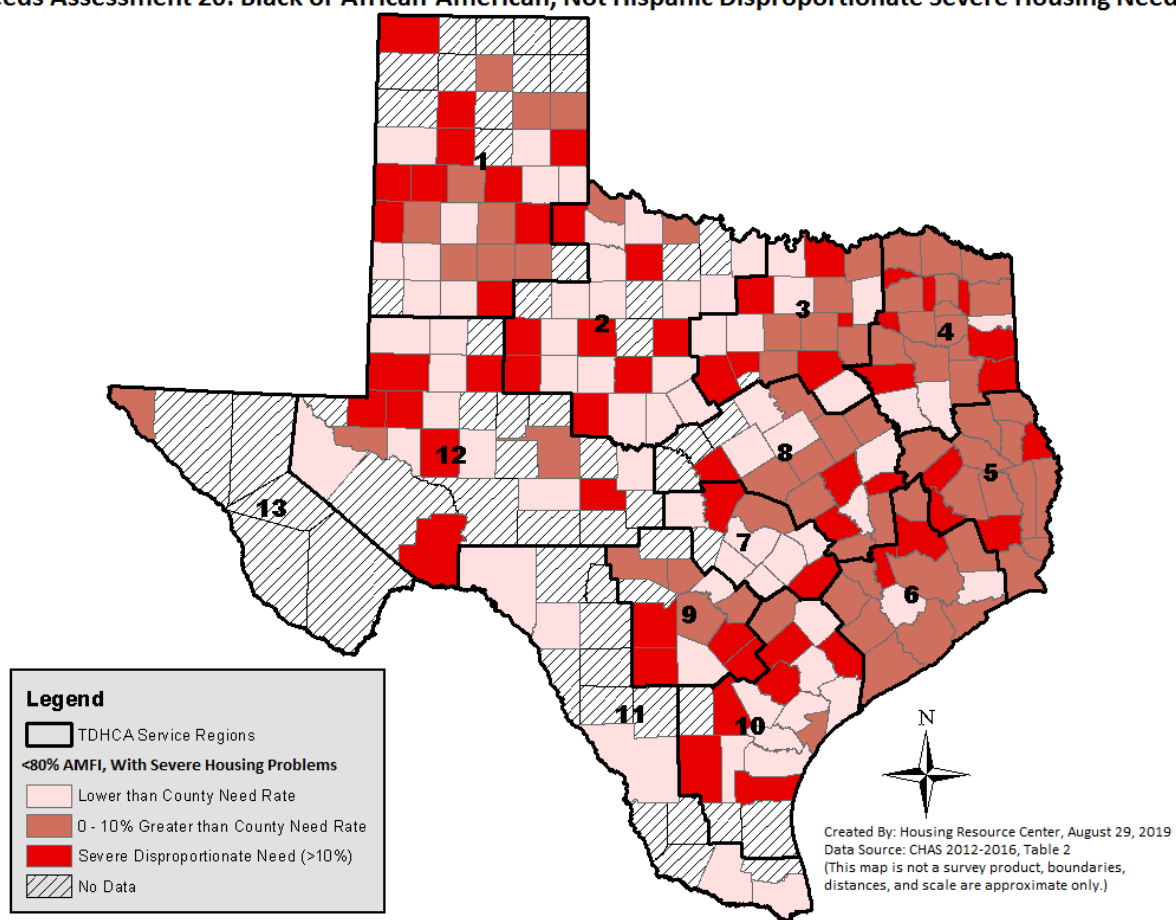 eeds Assessment 20: Black or African American, Not Hispanic Disproportionate Severe Housing Need
1
2
3
4
5
6
7
8
9
10
11
12
13
Legend
TDHCA Service Regions
<80% AMFI, With Severe Housing Problems
Lower than County Need Rate
0 - 10% Greater than County Need Rate
Severe Disproportionate Need (>10%)
No Data
N
Created By: Housing Resource Center, August 29, 2019
Data Source: CHAS 2012-2016, Table 2
(This map is not a survey product, boundaries,
distances, and scale are approximate only.)